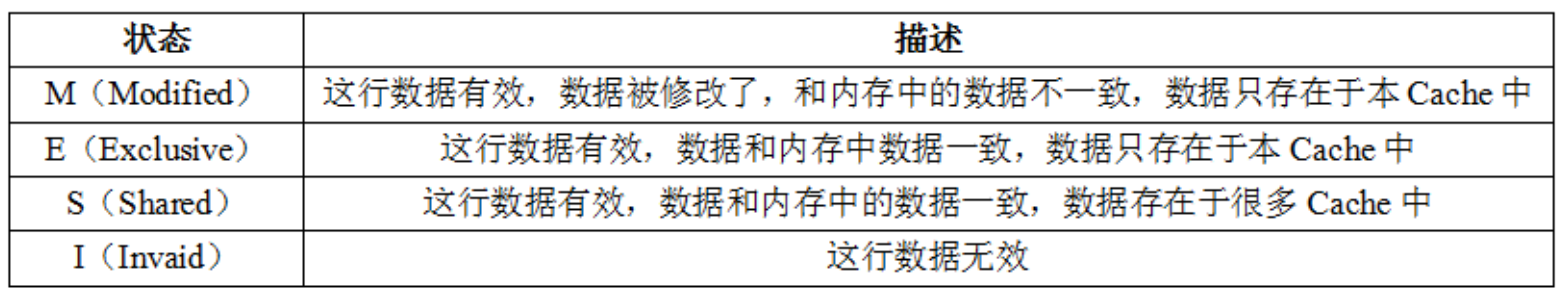 状态 描述
M（Modified） 这行数据有效，数据被修改了，和内存中的数据不一致，数据只存在于本 Cache 中
E（Exclusive） 这行数据有效，数据和内存中数据一致，数据只存在于本 Cache 中
S（Shared） 这行数据有效，数据和内存中的数据一致，数据存在于很多 Cache 中
I（Invaid） 这行数据无效